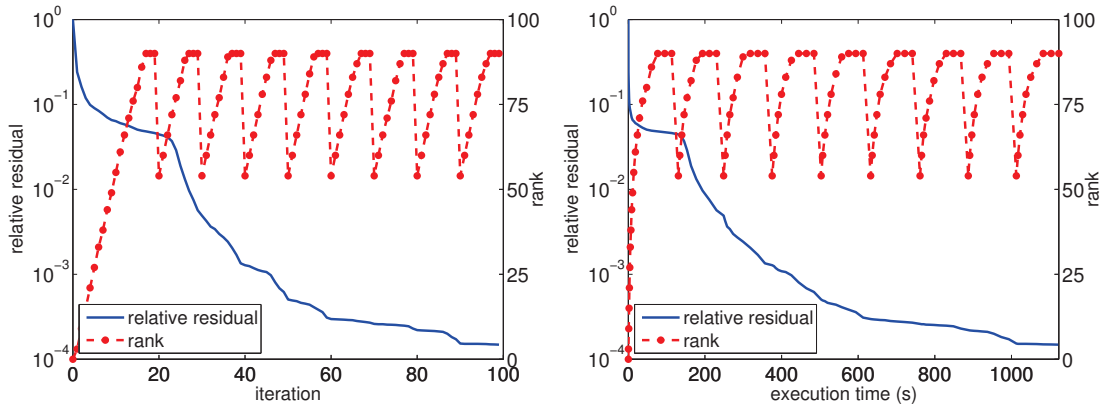 relative residual
10^0
10^-1
10^-2
10^-3
10^-4
100
75
50
25
0
rank
relative residual
rank
0 20 40 60 80 100
iteration
relative residual
10^0
10^-1
10^-2
10^-3
10^-4
100
75
50
25
0
rank
relative residual
rank
0 200 400 600 800 1000
execution time (s)